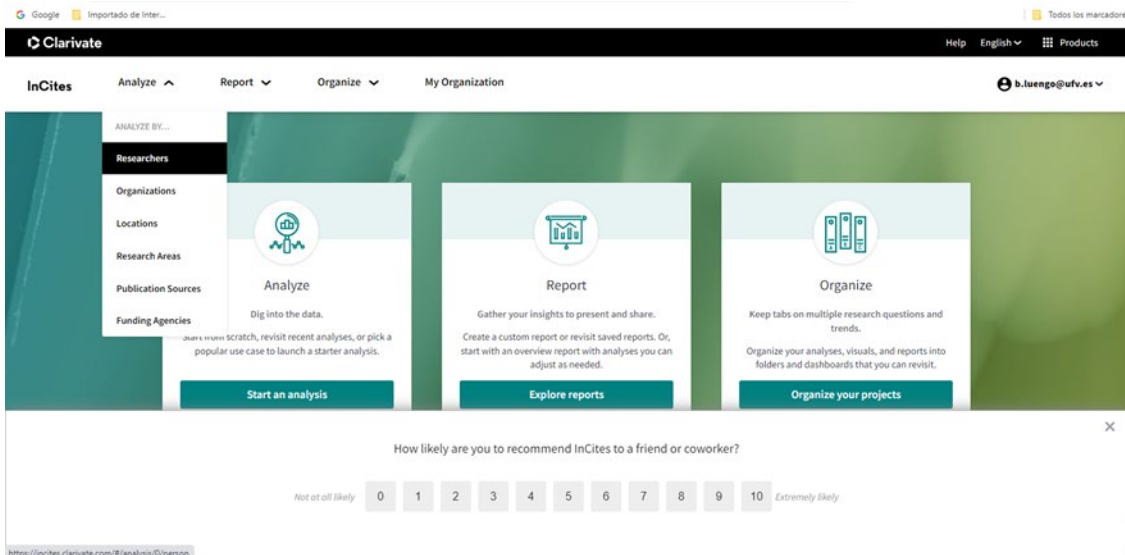 Google Importado de Inter... Todos los marcadore
Clarivate Help English Products
InCites Analyze Report Organize My Organization b.luengo@ufv.es
ANALYZE BY...
Researchers
Organizations
Locations
Research Areas
Publication Sources
Funding Agencies
Analyze
Dig into the data.
Start from scratch, revisit recent analyses, or pick a
popular use case to launch a starter analysis.
Start an analysis
Report
Gather your insights to present and share.
Create a custom report or revisit saved reports. Or,
start with an overview report with analyses you can
adjust as needed.
Explore reports
Organize
Keep tabs on multiple research questions and
trends.
Organize your analyses, visuals, and reports into
folders and dashboards that you can revisit.
Organize your projects
How likely are you to recommend InCites to a friend or coworker?
Not at all likely 0 1 2 3 4 5 6 7 8 9 10 Extremely likely
https://incites.clarivate.com/#/analysis/0/person